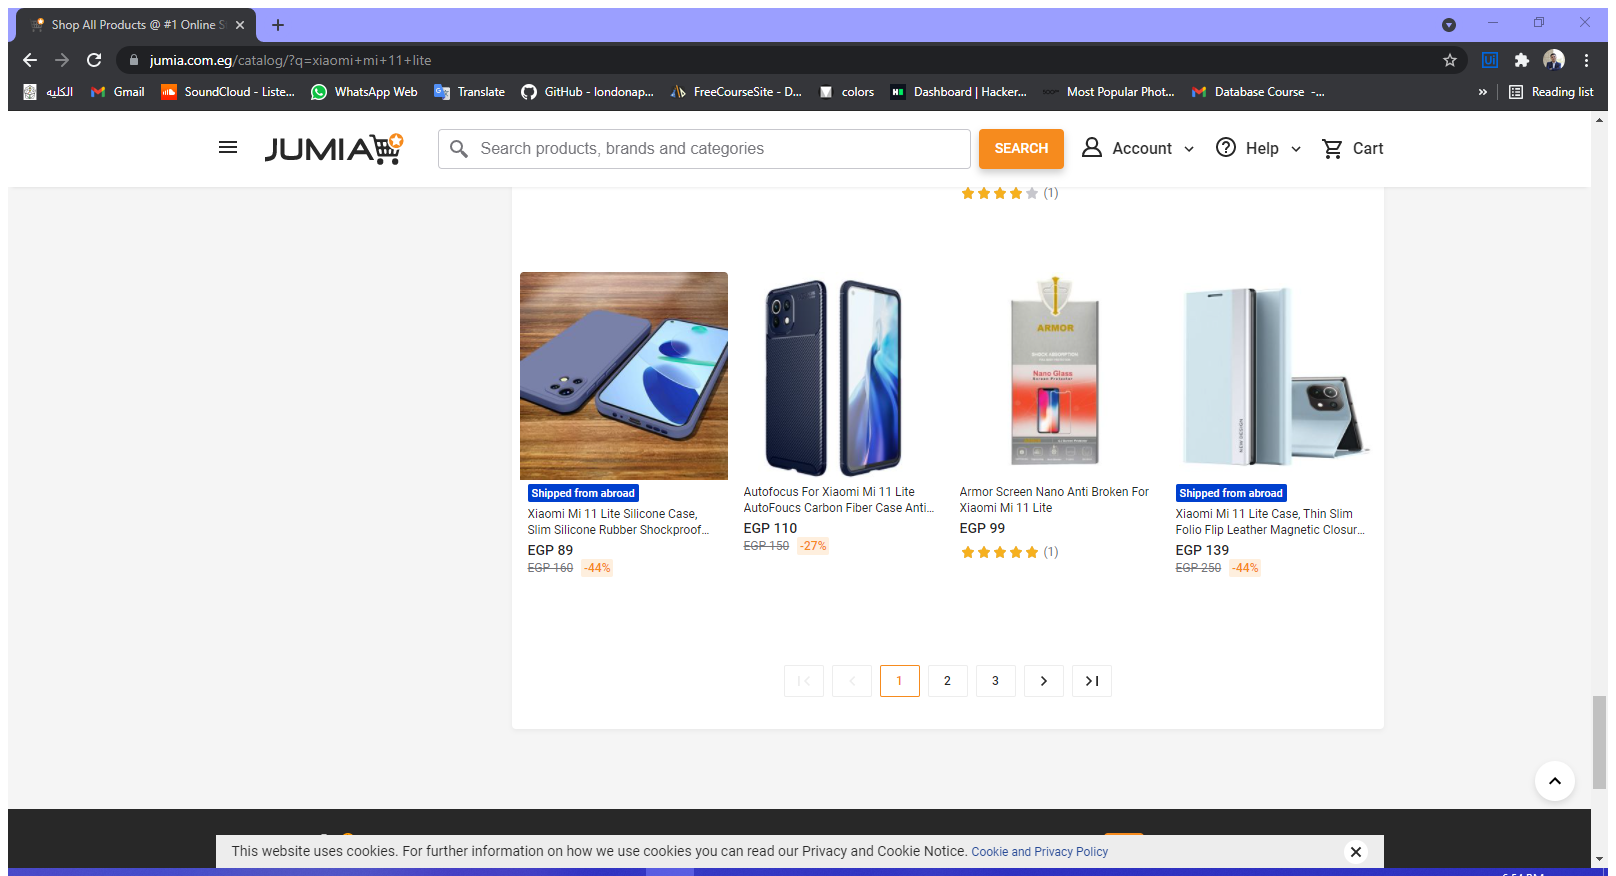 Shop All Products @ #1 Online S
jumia.com.eg/catalog/?q=xiaomi+mi+11+lite
الكليه
Gmail
SoundCloud - Liste...
WhatsApp Web
Translate
GitHub - londonap...
FreeCourseSite - D...
colors
Dashboard | Hacker...
Most Popular Phot...
Database Course -...
»
Reading list
JUMIA
Search products, brands and categories
SEARCH
Account
Help
Cart
(1)
ARMOR
SHOCK ABSORPTION
Nano Glass
Screen Protector
NEW DESIGN
Shipped from abroad
Xiaomi Mi 11 Lite Silicone Case,
Slim Silicone Rubber Shockproof...
EGP 89
EGP 160 -44%
Autofocus For Xiaomi Mi 11 Lite
AutoFoucs Carbon Fiber Case Anti...
EGP 110
EGP 150 -27%
Armor Screen Nano Anti Broken For
Xiaomi Mi 11 Lite
EGP 99
(1)
Shipped from abroad
Xiaomi Mi 11 Lite Case, Thin Slim
Folio Flip Leather Magnetic Closur...
EGP 139
EGP 250 -44%
1 2 3
This website uses cookies. For further information on how we use cookies you can read our Privacy and Cookie Notice. Cookie and Privacy Policy